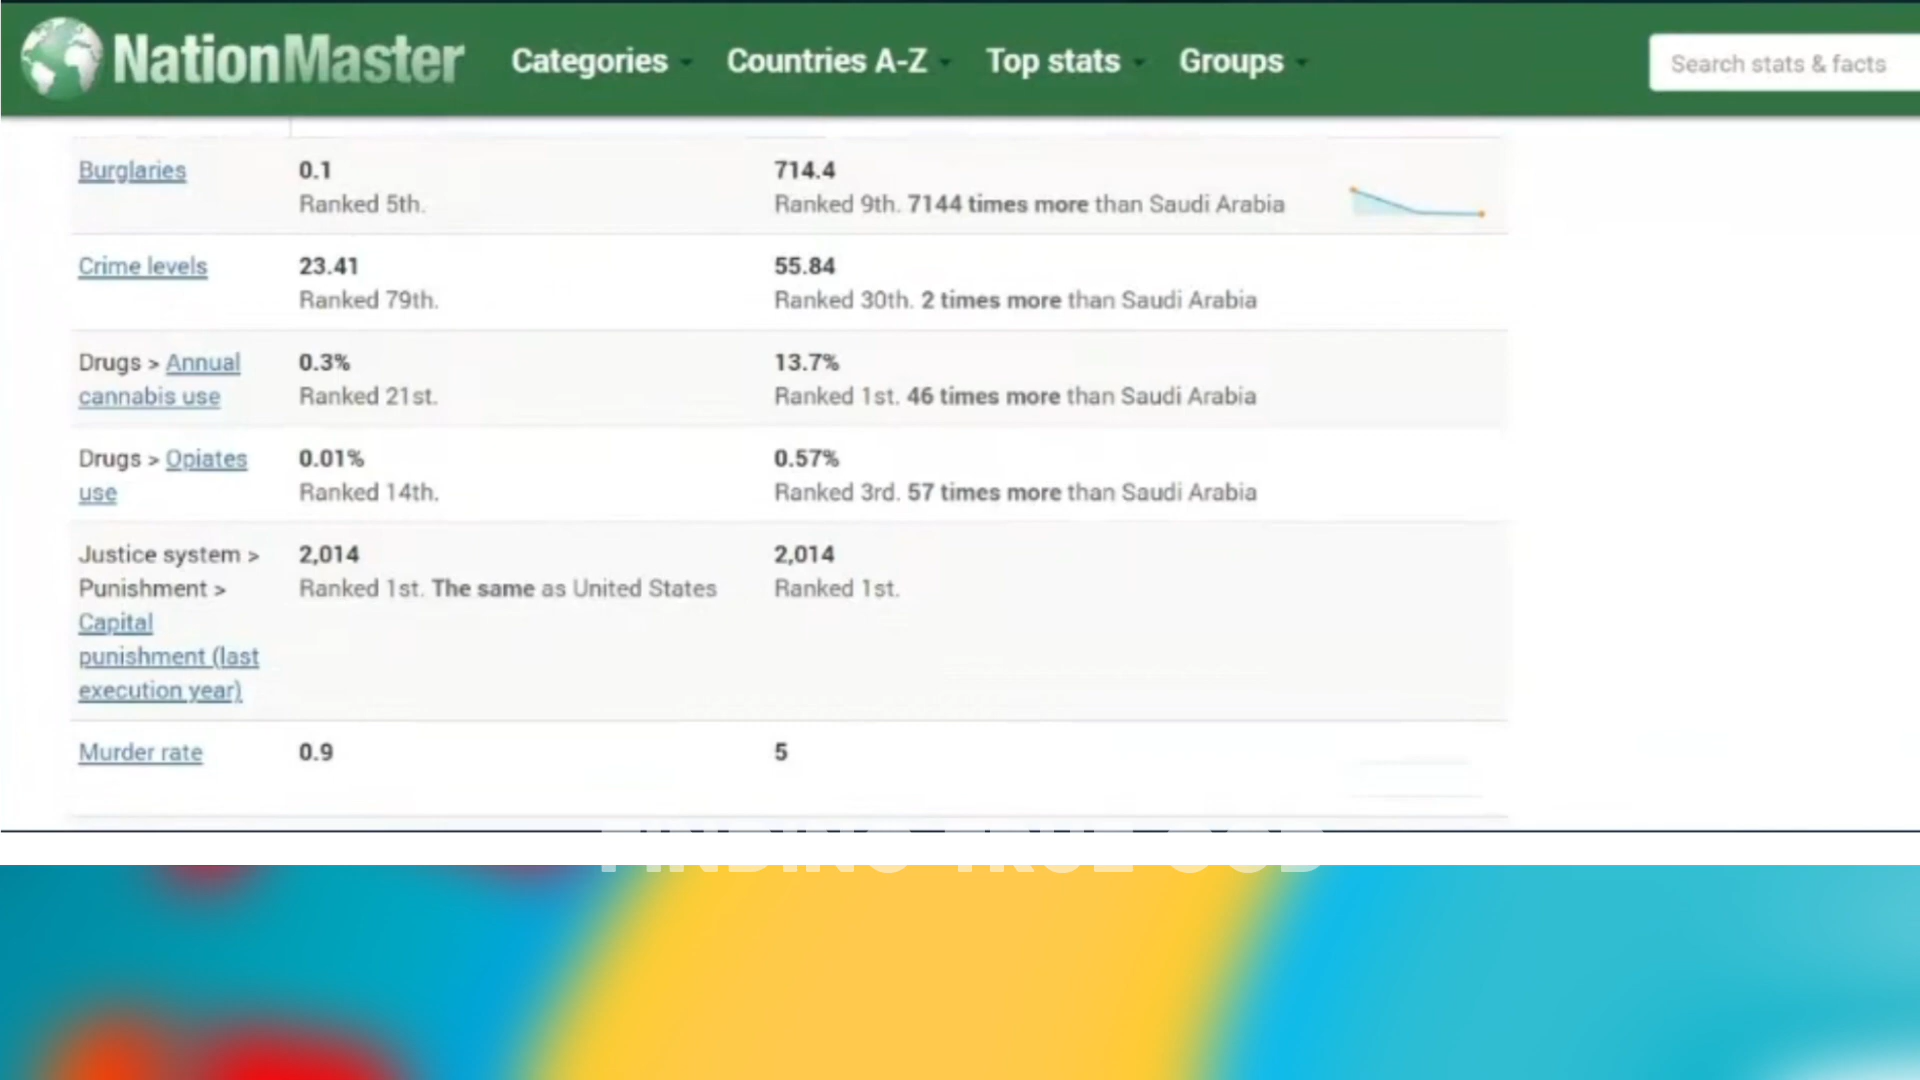 NationMaster Categories Countries A-Z Top stats Groups Search stats & facts
Burglaries 0.1 714.4
Ranked 5th. Ranked 9th. 7144 times more than Saudi Arabia
Crime levels 23.41 55.84
Ranked 79th. Ranked 30th. 2 times more than Saudi Arabia
Drugs > Annual 0.3% 13.7%
cannabis use Ranked 21st. Ranked 1st. 46 times more than Saudi Arabia
Drugs > Opiates 0.01% 0.57%
use Ranked 14th. Ranked 3rd. 57 times more than Saudi Arabia
Justice system > 2,014 2,014
Punishment > Ranked 1st. The same as United States Ranked 1st.
Capital
punishment (last
execution year)
Murder rate 0.9 5
FINDING TRUE GOD